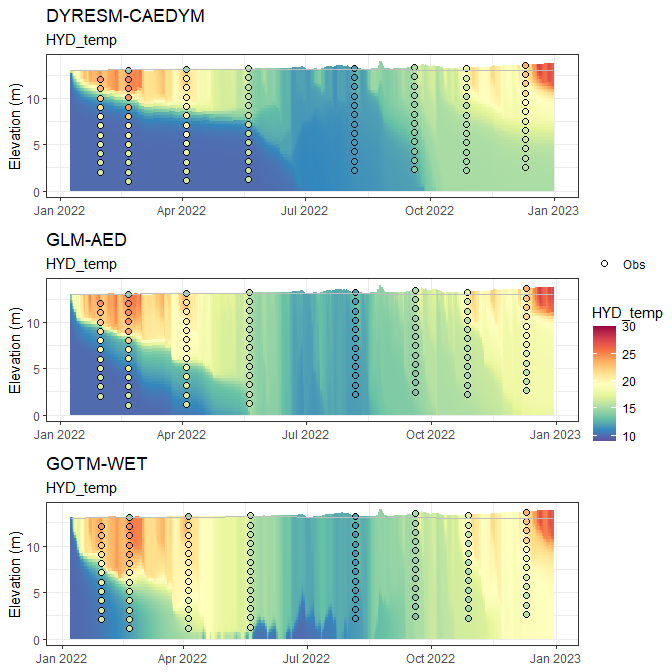 DYRESM-CAEDYM
HYD_temp
Elevation (m)
10
5
0
Jan 2022
Apr 2022
Jul 2022
Oct 2022
Jan 2023
GLM-AED
HYD_temp
Elevation (m)
10
5
0
Jan 2022
Apr 2022
Jul 2022
Oct 2022
Jan 2023
Obs
HYD_temp
30
25
20
15
10
GOTM-WET
HYD_temp
Elevation (m)
10
5
0
Jan 2022
Apr 2022
Jul 2022
Oct 2022
Jan 2023